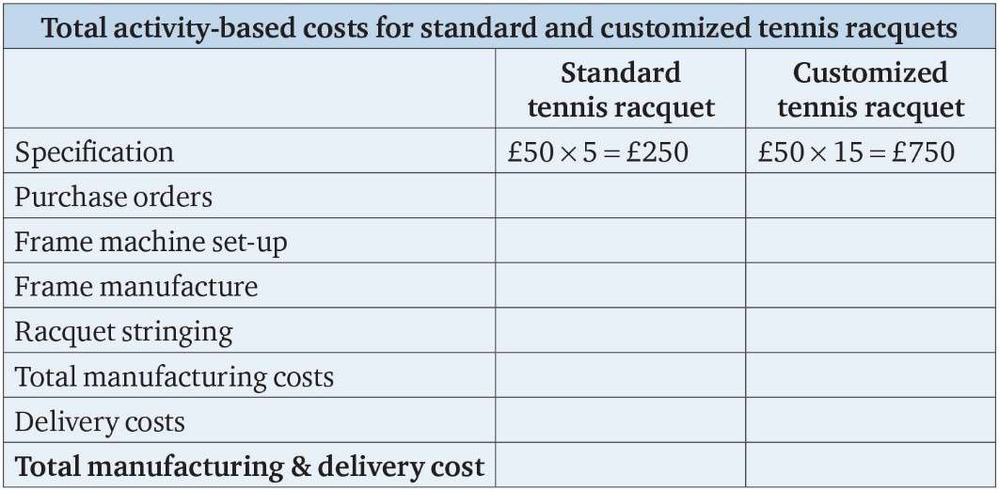 Total activity-based costs for standard and customized tennis racquets
Standard
tennis racquet
Customized
tennis racquet
Specification £50 × 5 = £250 £50 × 15 = £750
Purchase orders
Frame machine set-up
Frame manufacture
Racquet stringing
Total manufacturing costs
Delivery costs
Total manufacturing & delivery cost